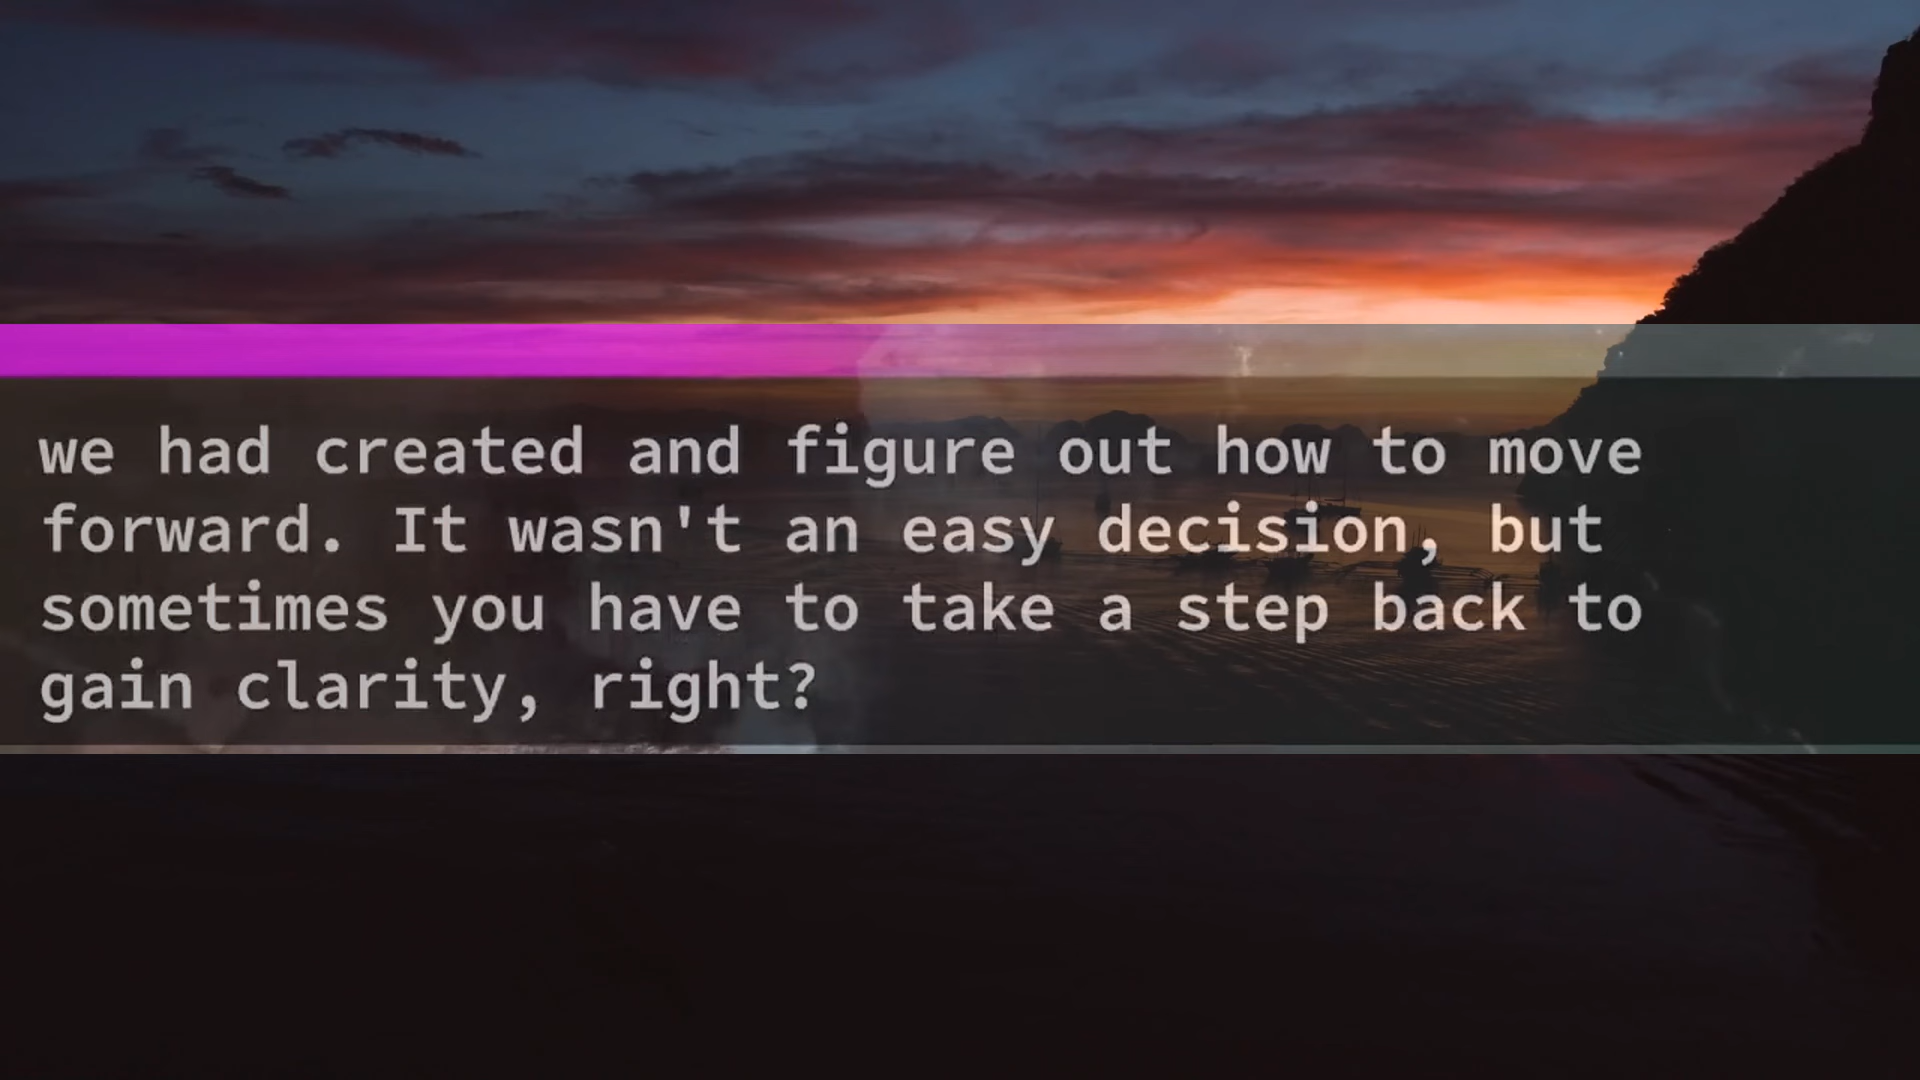 we had created and figure out how to move
forward. It wasn't an easy decision, but
sometimes you have to take a step back to
gain clarity, right?